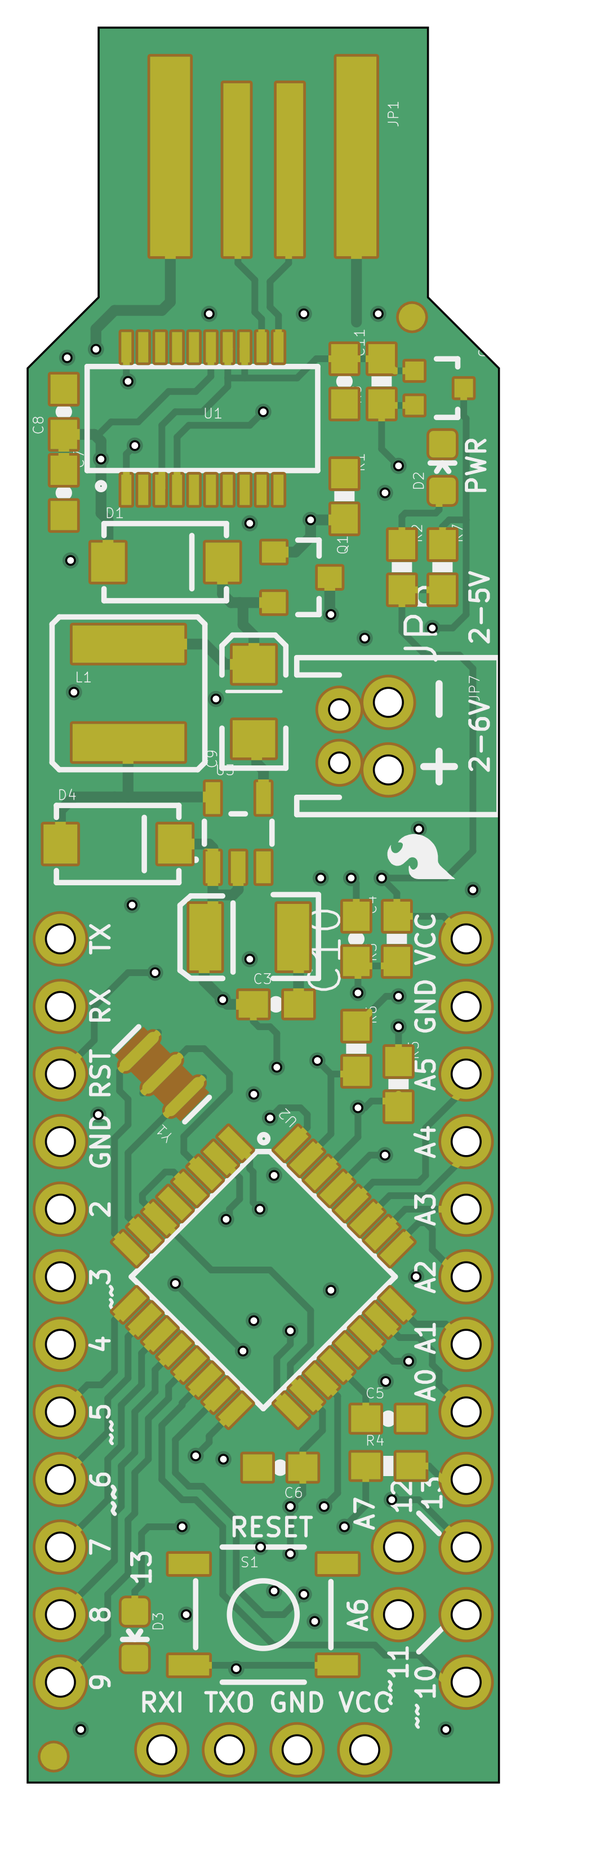 JP1
C11
U1
C8
C7
R1
PWR
D2
D1
Q1
R2
R7
2-5V
L1
JP7
2-6V
C9
D4
TX
C10
VCC
C3
RX
R6
GND
RST
R3
A5
Y1
U2
GND
A4
2
A3
~3
A2
4
A1
~5
A0
C5
R4
~6
C6
13
12
A7
RESET
7
13
S1
8
D3
A6
9
~11
~10
RXI TXO GND VCC